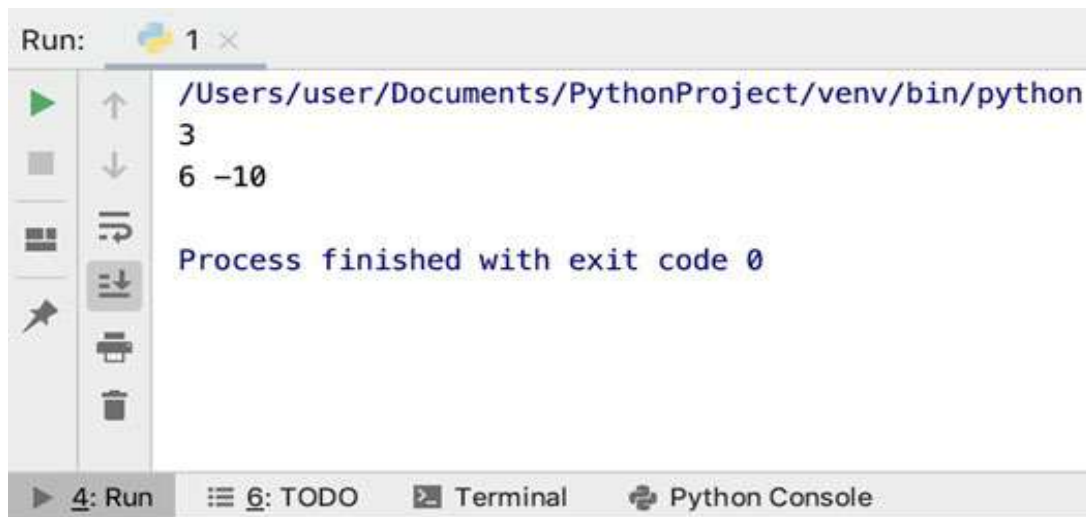 Run: 1
/Users/user/Documents/PythonProject/venv/bin/python
3
6 -10
Process finished with exit code 0
4: Run 6: TODO Terminal Python Console